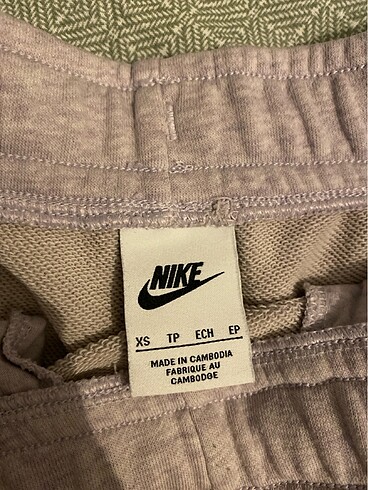 NIKE
XS TP ECH EP
MADE IN CAMBODIA
FABRIQUE AU
CAMBODGE